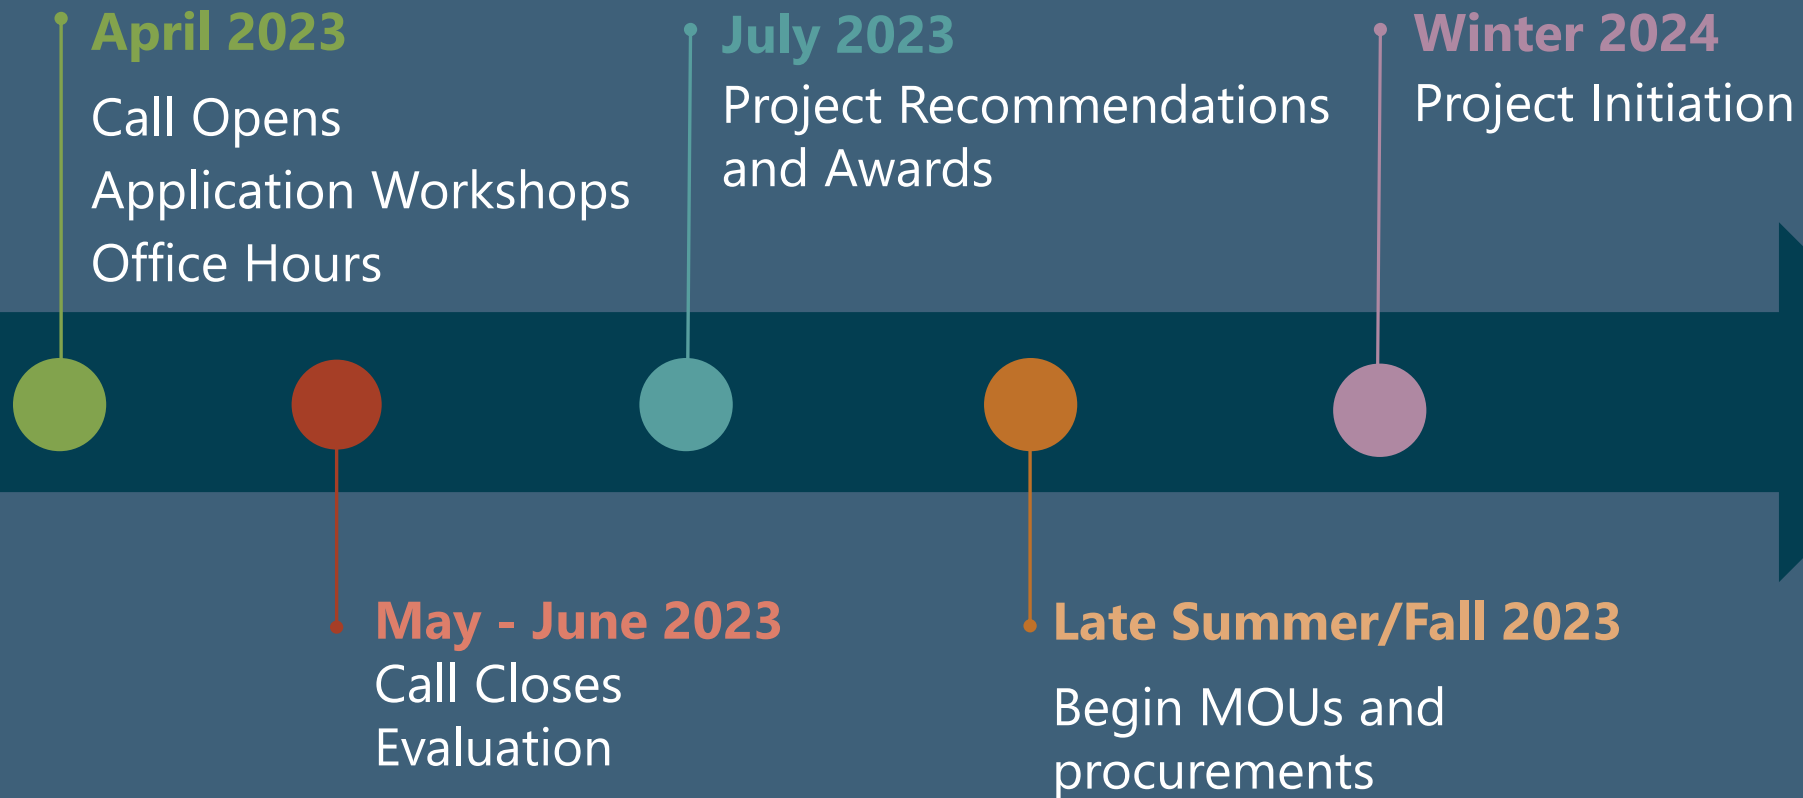 April 2023
Call Opens
Application Workshops
Office Hours
May - June 2023
Call Closes
Evaluation
July 2023
Project Recommendations
and Awards
Late Summer/Fall 2023
Begin MOUs and
procurements
Winter 2024
Project Initiation